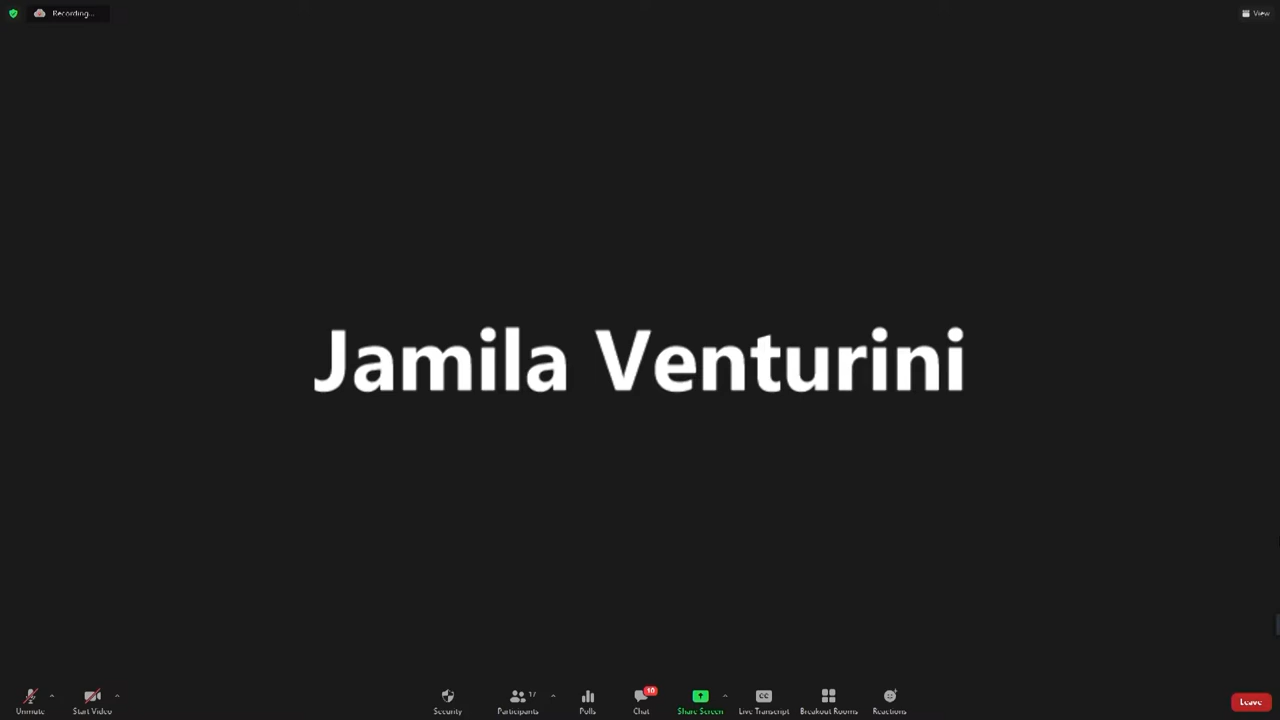 Recording...
View
Jamila Venturini
Unmute
Start Video
Security
17
Participants
Polls
10
Chat
Share Screen
CC
Live Transcript
Breakout Rooms
Reactions
Leave